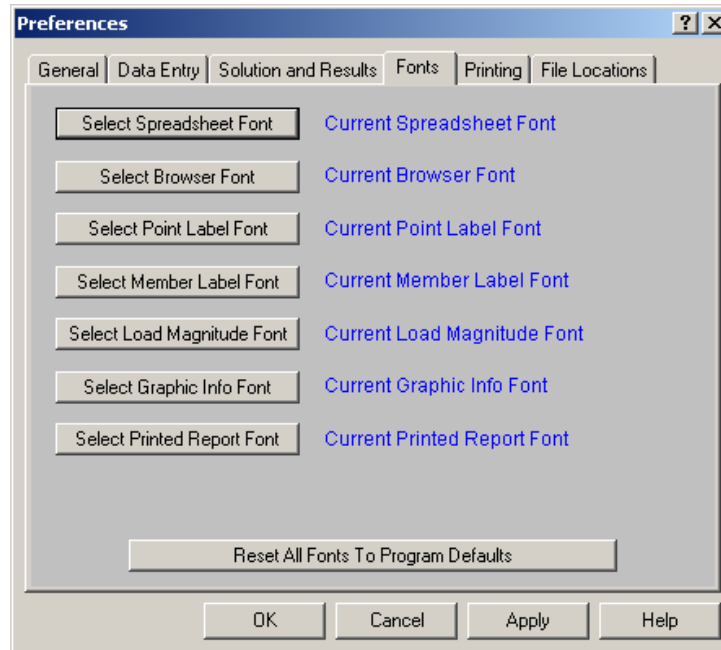 Preferences
General Data Entry Solution and Results Fonts Printing File Locations
Select Spreadsheet Font Current Spreadsheet Font
Select Browser Font Current Browser Font
Select Point Label Font Current Point Label Font
Select Member Label Font Current Member Label Font
Select Load Magnitude Font Current Load Magnitude Font
Select Graphic Info Font Current Graphic Info Font
Select Printed Report Font Current Printed Report Font
Reset All Fonts To Program Defaults
OK Cancel Apply Help